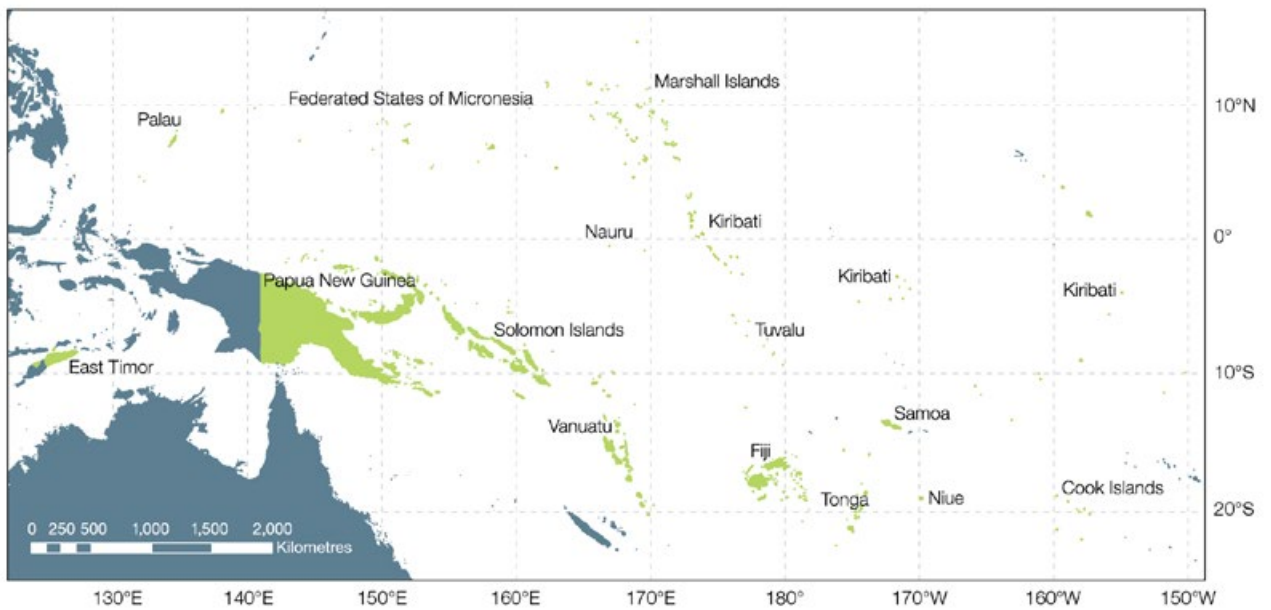 Marshall Islands
Federated States of Micronesia
10°N
Palau
Nauru
Kiribati
0°
Papua New Guinea
Kiribati
Kiribati
Solomon Islands
Tuvalu
East Timor
10°S
Samoa
Vanuatu
Fiji
Tonga
Niue
Cook Islands
20°S
0 250 500 1,000 1,500 2,000
Kilometres
130°E 140°E 150°E 160°E 170°E 180° 170°W 160°W 150°W